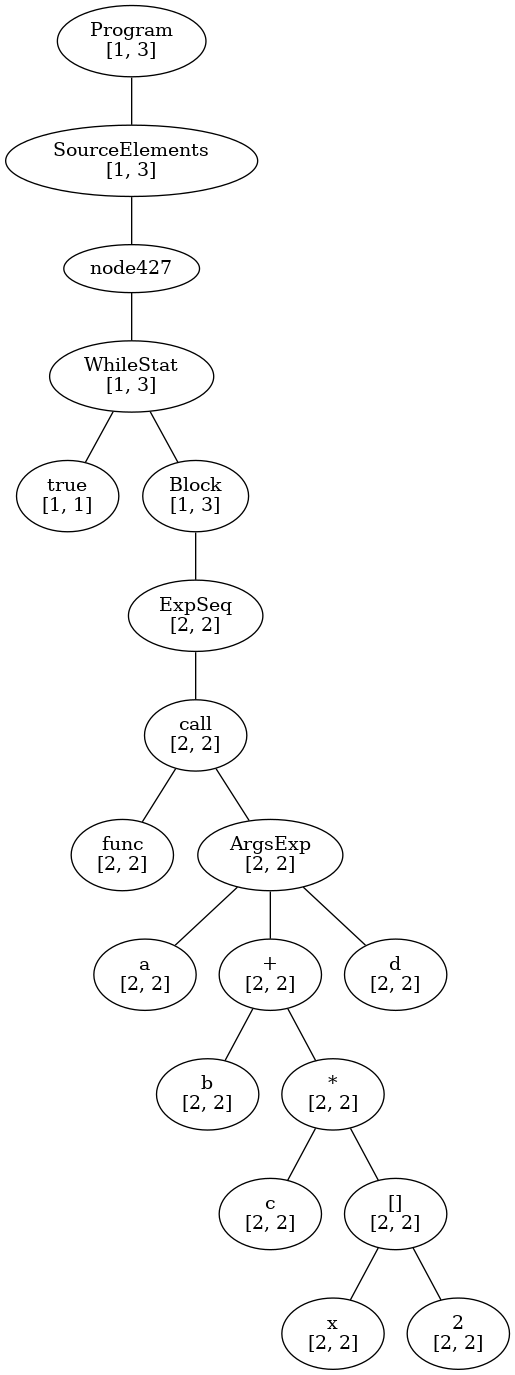 Program
[1, 3]
SourceElements
[1, 3]
node427
WhileStat
[1, 3]
true
[1, 1]
Block
[1, 3]
ExpSeq
[2, 2]
call
[2, 2]
func
[2, 2]
ArgsExp
[2, 2]
a
[2, 2]
+
[2, 2]
d
[2, 2]
b
[2, 2]
*
[2, 2]
c
[2, 2]
[]
[2, 2]
x
[2, 2]
2
[2, 2]